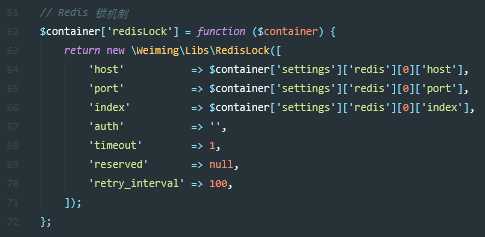 61 // Redis 锁机制
62 $container['redisLock'] = function ($container) {
63 return new \Weiming\Libs\RedisLock([
64 'host' => $container['settings']['redis'][0]['host'],
65 'port' => $container['settings']['redis'][0]['port'],
66 'index' => $container['settings']['redis'][0]['index'],
67 'auth' => '',
68 'timeout' => 1,
69 'reserved' => null,
70 'retry_interval' => 100,
71 ]);
72 };